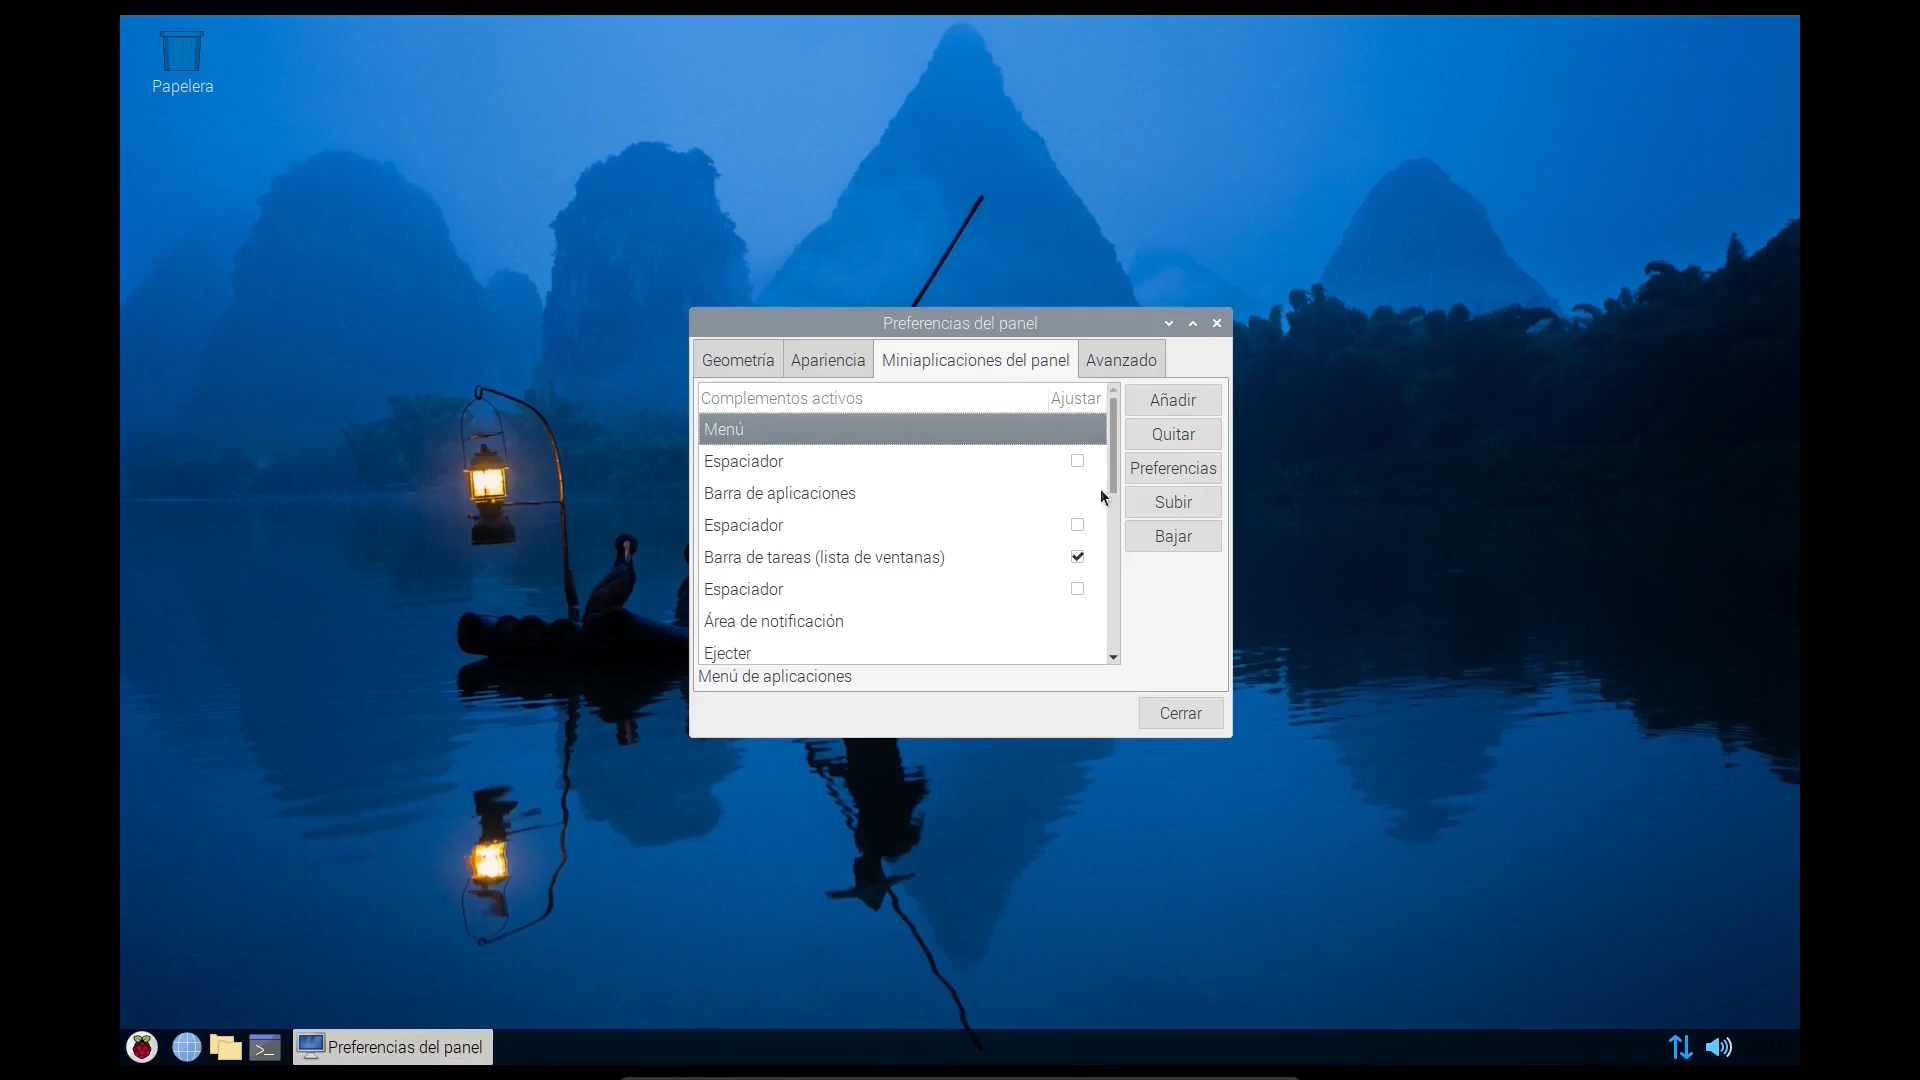 Papelera
Preferencias del panel
Geometría Apariencia Miniaplicaciones del panel Avanzado
Complementos activos Ajustar
Menú
Espaciador
Barra de aplicaciones
Espaciador
Barra de tareas (lista de ventanas)
Espaciador
Área de notificación
Ejecter
Menú de aplicaciones
Añadir
Quitar
Preferencias
Subir
Bajar
Cerrar
>_ Preferencias del panel